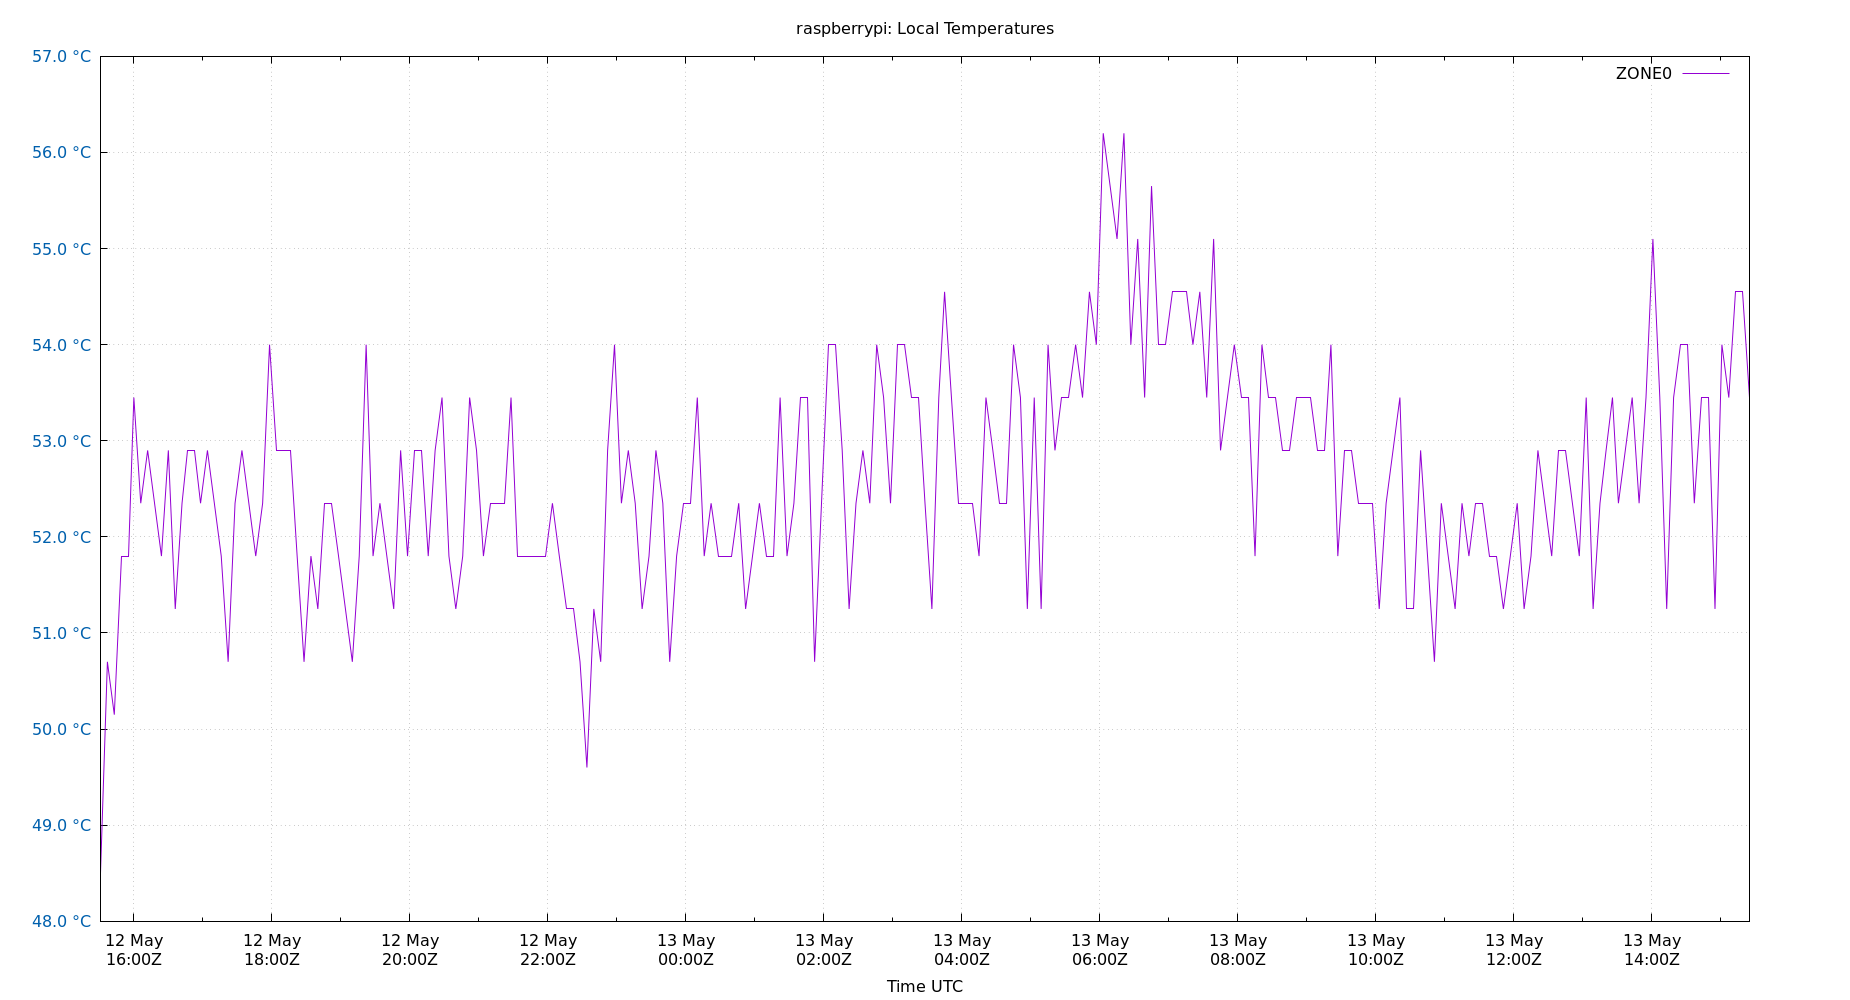 raspberrypi: Local Temperatures
57.0 °C
ZONE0
56.0 °C
55.0 °C
54.0 °C
53.0 °C
52.0 °C
51.0 °C
50.0 °C
49.0 °C
48.0 °C
12 May 12 May 12 May 12 May 13 May 13 May 13 May 13 May 13 May 13 May 13 May 13 May
16:00Z 18:00Z 20:00Z 22:00Z 00:00Z 02:00Z 04:00Z 06:00Z 08:00Z 10:00Z 12:00Z 14:00Z
Time UTC